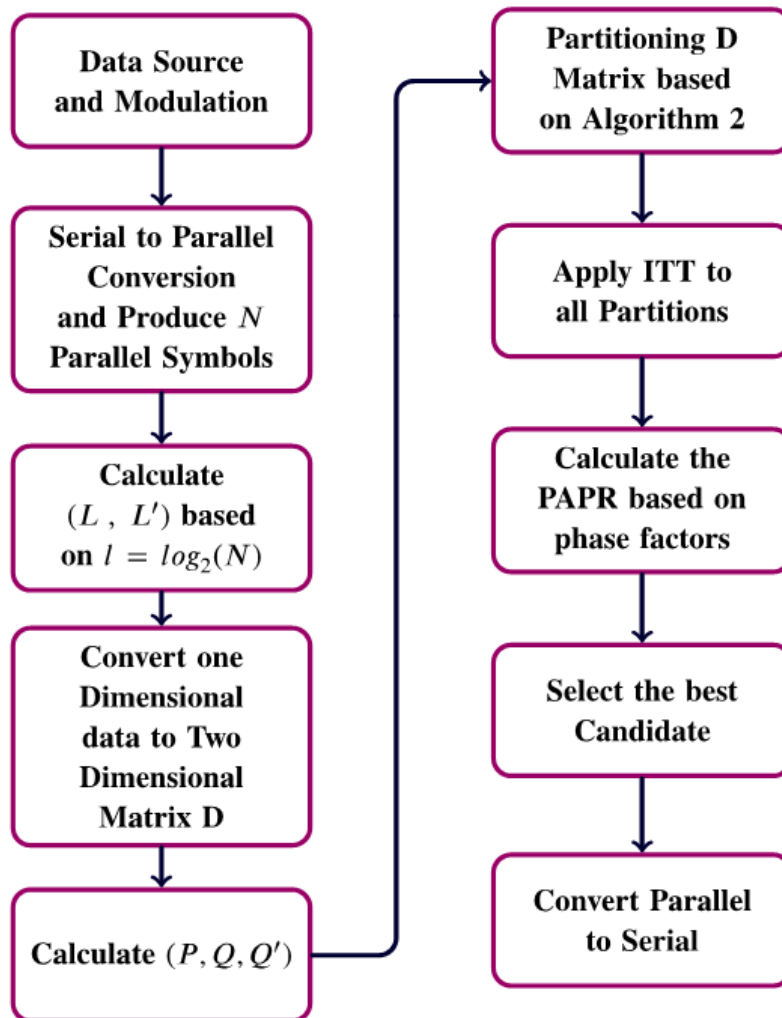 Data Source
and Modulation
Serial to Parallel
Conversion
and Produce N
Parallel Symbols
Calculate
(L , L′) based
on l = log₂(N)
Convert one
Dimensional
data to Two
Dimensional
Matrix D
Calculate (P, Q, Q′)
Partitioning D
Matrix based
on Algorithm 2
Apply ITT to
all Partitions
Calculate the
PAPR based on
phase factors
Select the best
Candidate
Convert Parallel
to Serial